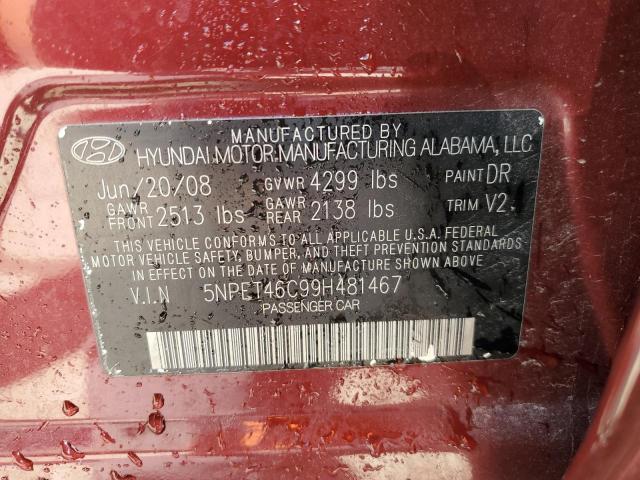 MANUFACTURED BY
HYUNDAI MOTOR MANUFACTURING ALABAMA, LLC
Jun/20/08 GVWR 4299 lbs PAINT DR
GAWR FRONT 2513 lbs GAWR REAR 2138 lbs TRIM V2
THIS VEHICLE CONFORMS TO ALL APPLICABLE U.S.A. FEDERAL
MOTOR VEHICLE SAFETY, BUMPER, AND THEFT PREVENTION STANDARDS
IN EFFECT ON THE DATE OF MANUFACTURE SHOWN ABOVE
V.I.N 5NPET46C99H481467
PASSENGER CAR